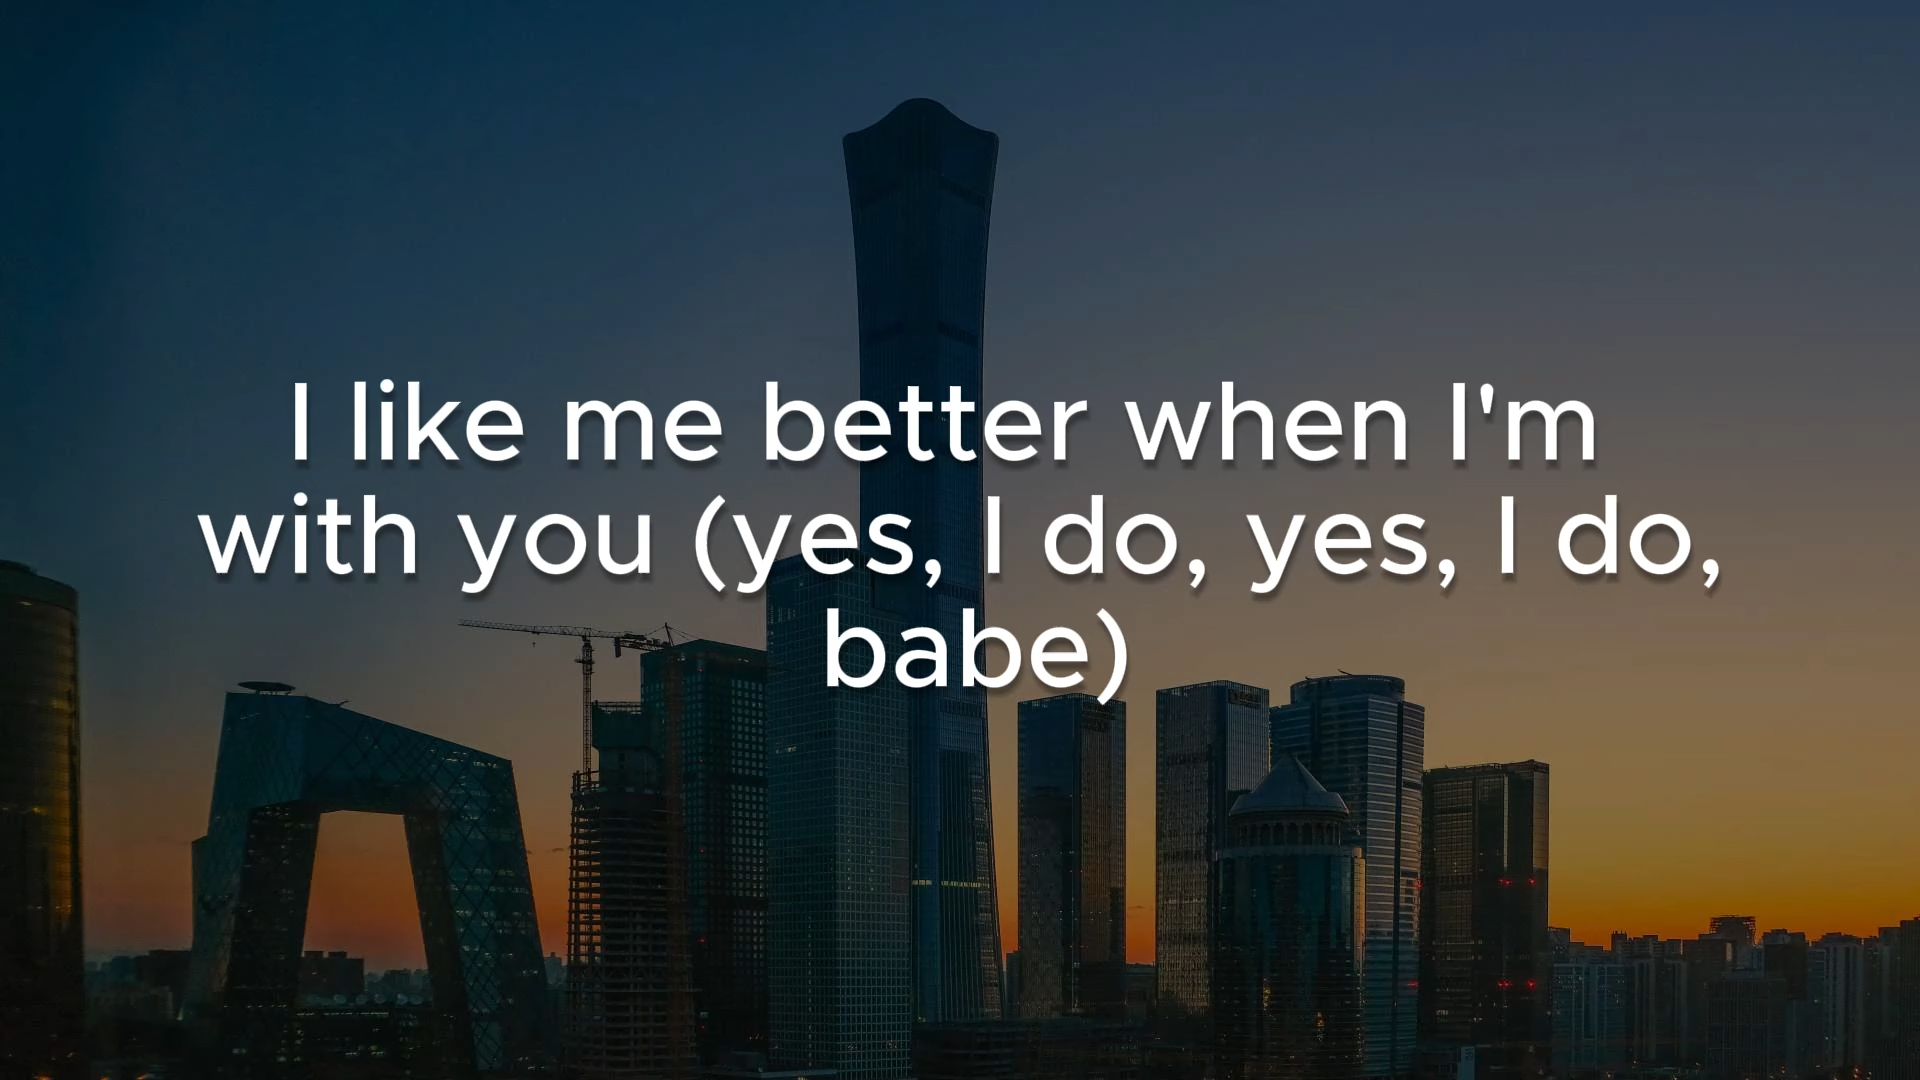 I like me better when I'm
with you (yes, I do, yes, I do,
babe)